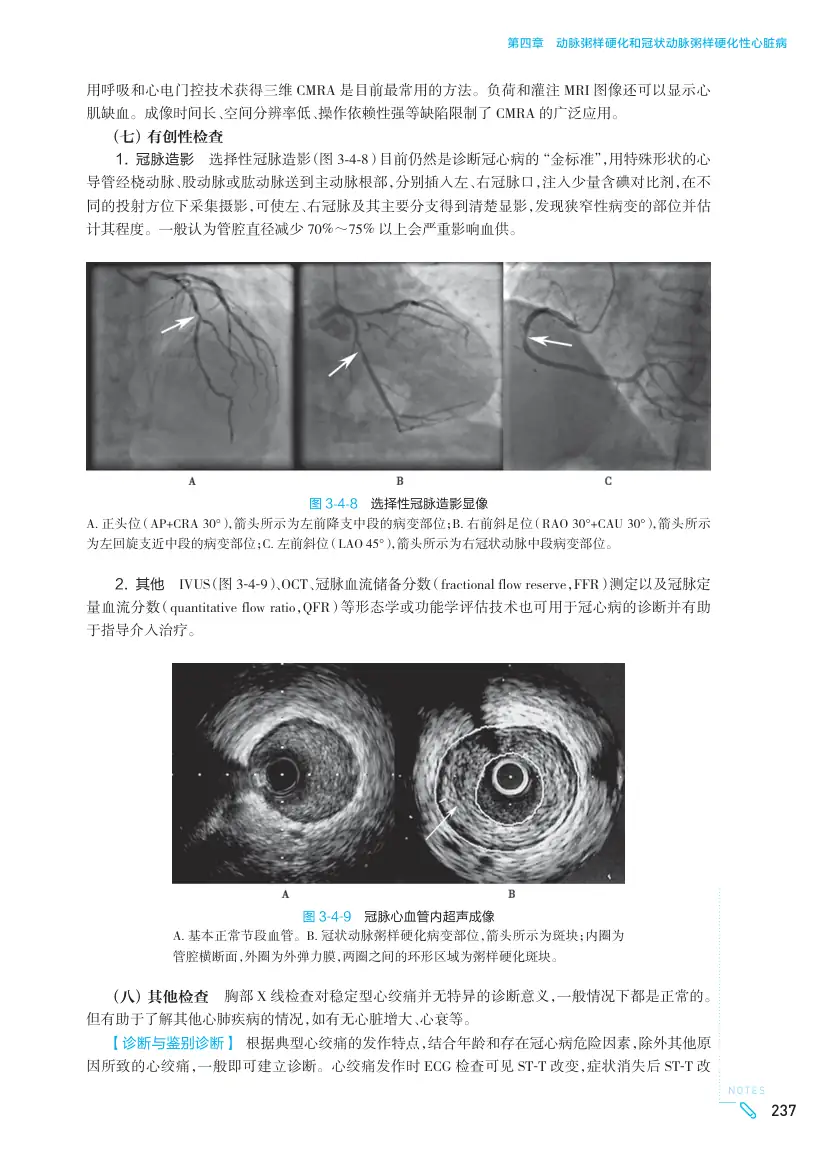 第四章 动脉粥样硬化和冠状动脉粥样硬化性心脏病
用呼吸和心电门控技术获得三维 CMRA 是目前最常用的方法。负荷和灌注 MRI 图像还可以显示心
肌缺血。成像时间长、空间分辨率低、操作依赖性强等缺陷限制了 CMRA 的广泛应用。
（七）有创性检查
1. 冠脉造影 选择性冠脉造影（图 3-4-8）目前仍然是诊断冠心病的“金标准”，用特殊形状的心
导管经桡动脉、股动脉或肱动脉送到主动脉根部，分别插入左、右冠脉口，注入少量含碘对比剂，在不
同的投射方位下采集摄影，可使左、右冠脉及其主要分支得到清楚显影，发现狭窄性病变的部位并估
计其程度。一般认为管腔直径减少 70%～75% 以上会严重影响血供。
A B C
图 3-4-8 选择性冠脉造影显像
A. 正头位（AP+CRA 30°），箭头所示为左前降支中段的病变部位；B. 右前斜足位（RAO 30°+CAU 30°），箭头所示
为左回旋支近中段的病变部位；C. 左前斜位（LAO 45°），箭头所示为右冠状动脉中段病变部位。
2. 其他 IVUS（图 3-4-9）、OCT、冠脉血流储备分数（fractional flow reserve，FFR）测定以及冠脉定
量血流分数（quantitative flow ratio，QFR）等形态学或功能学评估技术也可用于冠心病的诊断并有助
于指导介入治疗。
A B
图 3-4-9 冠脉心血管内超声成像
A. 基本正常节段血管。B. 冠状动脉粥样硬化病变部位，箭头所示为斑块；内圈为
管腔横断面，外圈为外弹力膜，两圈之间的环形区域为粥样硬化斑块。
（八）其他检查 胸部 X 线检查对稳定型心绞痛并无特异的诊断意义，一般情况下都是正常的。
但有助于了解其他心肺疾病的情况，如有无心脏增大、心衰等。
【诊断与鉴别诊断】 根据典型心绞痛的发作特点，结合年龄和存在冠心病危险因素，除外其他原
因所致的心绞痛，一般即可建立诊断。心绞痛发作时 ECG 检查可见 ST-T 改变，症状消失后 ST-T 改
NOTES
237